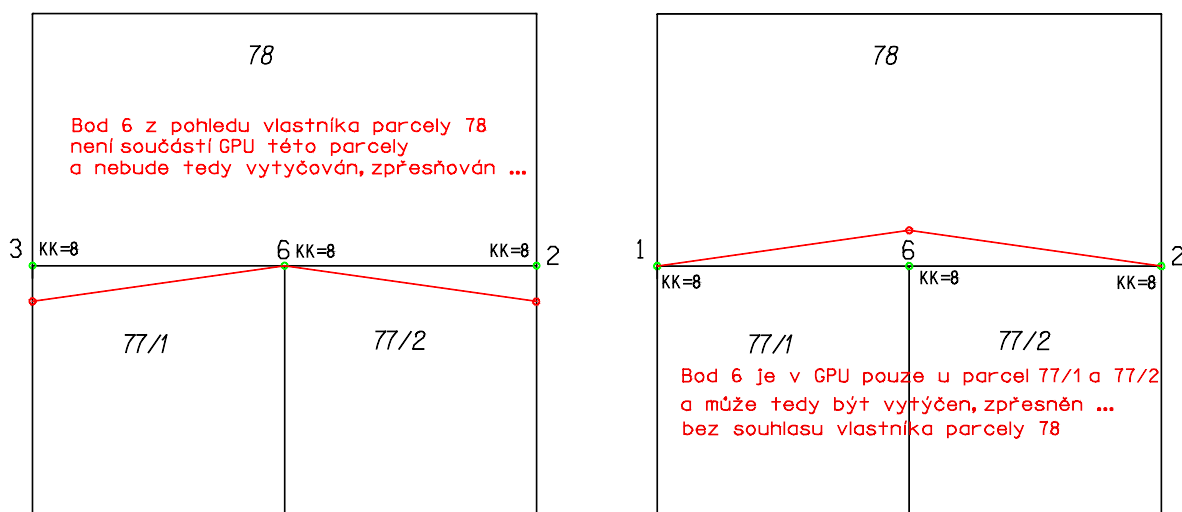 78
Bod 6 z pohledu vlastníka parcely 78
není součástí GPU této parcely
a nebude tedy vytyčován, zpřesňován ...
3 KK=8
6 KK=8
KK=8 2
77/1
77/2
78
1
6
2
KK=8
KK=8
KK=8
77/1
77/2
Bod 6 je v GPU pouze u parcel 77/1 a 77/2
a může tedy být vytýčen, zpřesněn ...
bez souhlasu vlastníka parcely 78